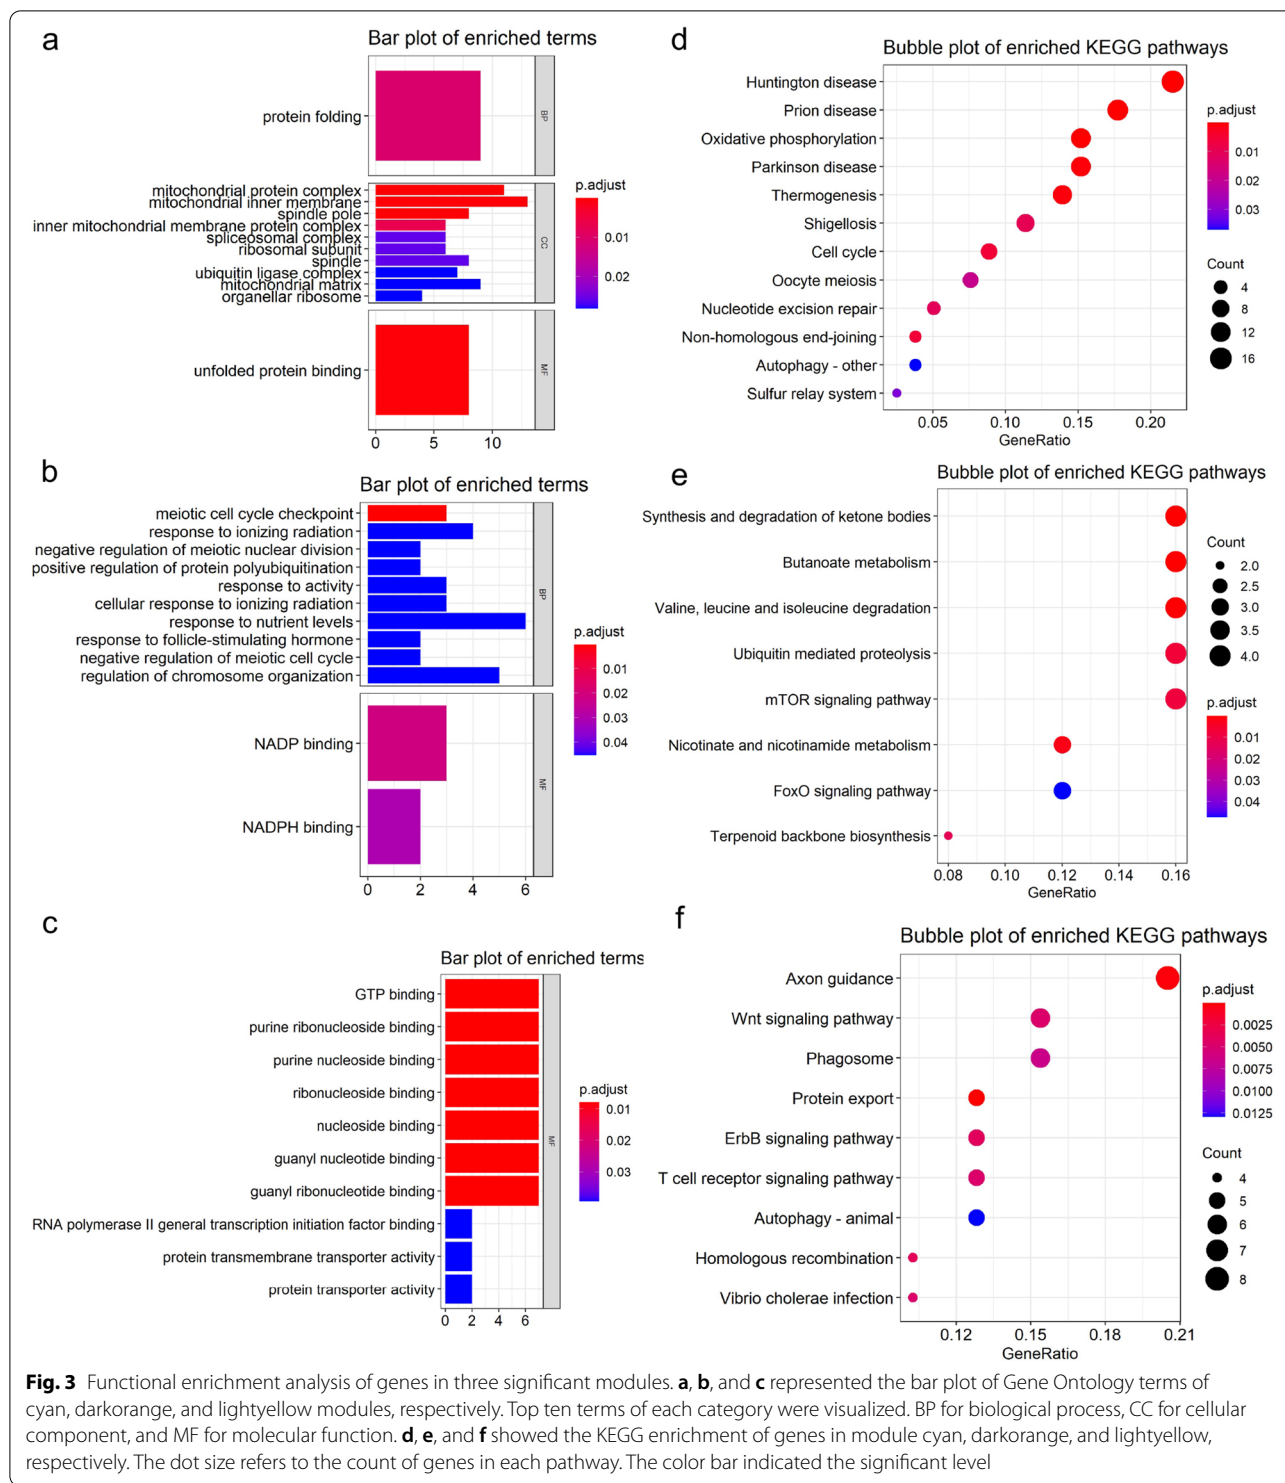 a
Bar plot of enriched terms
protein folding
BP
mitochondrial protein complex
mitochondrial inner membrane
spindle pole
inner mitochondrial membrane protein complex
spliceosomal complex
ribosomal subunit
spindle
ubiquitin ligase complex
mitochondrial matrix
organellar ribosome
CC
unfolded protein binding
MF
0 5 10
p.adjust
0.01
0.02
d
Bubble plot of enriched KEGG pathways
Huntington disease
Prion disease
Oxidative phosphorylation
Parkinson disease
Thermogenesis
Shigellosis
Cell cycle
Oocyte meiosis
Nucleotide excision repair
Non-homologous end-joining
Autophagy - other
Sulfur relay system
0.05 0.10 0.15 0.20
GeneRatio
p.adjust
0.01
0.02
0.03
Count
4
8
12
16
b
Bar plot of enriched terms
meiotic cell cycle checkpoint
response to ionizing radiation
negative regulation of meiotic nuclear division
positive regulation of protein polyubiquitination
response to activity
cellular response to ionizing radiation
response to nutrient levels
response to follicle-stimulating hormone
negative regulation of meiotic cell cycle
regulation of chromosome organization
BP
NADP binding
NADPH binding
MF
0 2 4 6
p.adjust
0.01
0.02
0.03
0.04
e
Bubble plot of enriched KEGG pathways
Synthesis and degradation of ketone bodies
Butanoate metabolism
Valine, leucine and isoleucine degradation
Ubiquitin mediated proteolysis
mTOR signaling pathway
Nicotinate and nicotinamide metabolism
FoxO signaling pathway
Terpenoid backbone biosynthesis
0.08 0.10 0.12 0.14 0.16
GeneRatio
Count
2.0
2.5
3.0
3.5
4.0
p.adjust
0.01
0.02
0.03
0.04
c
Bar plot of enriched terms
GTP binding
purine ribonucleoside binding
purine nucleoside binding
ribonucleoside binding
nucleoside binding
guanyl nucleotide binding
guanyl ribonucleotide binding
RNA polymerase II general transcription initiation factor binding
protein transmembrane transporter activity
protein transporter activity
MF
0 2 4 6
p.adjust
0.01
0.02
0.03
f
Bubble plot of enriched KEGG pathways
Axon guidance
Wnt signaling pathway
Phagosome
Protein export
ErbB signaling pathway
T cell receptor signaling pathway
Autophagy - animal
Homologous recombination
Vibrio cholerae infection
0.12 0.15 0.18 0.21
GeneRatio
p.adjust
0.0025
0.0050
0.0075
0.0100
0.0125
Count
4
5
6
7
8
Fig. 3 Functional enrichment analysis of genes in three significant modules. a, b, and c represented the bar plot of Gene Ontology terms of
cyan, darkorange, and lightyellow modules, respectively. Top ten terms of each category were visualized. BP for biological process, CC for cellular
component, and MF for molecular function. d, e, and f showed the KEGG enrichment of genes in module cyan, darkorange, and lightyellow,
respectively. The dot size refers to the count of genes in each pathway. The color bar indicated the significant level